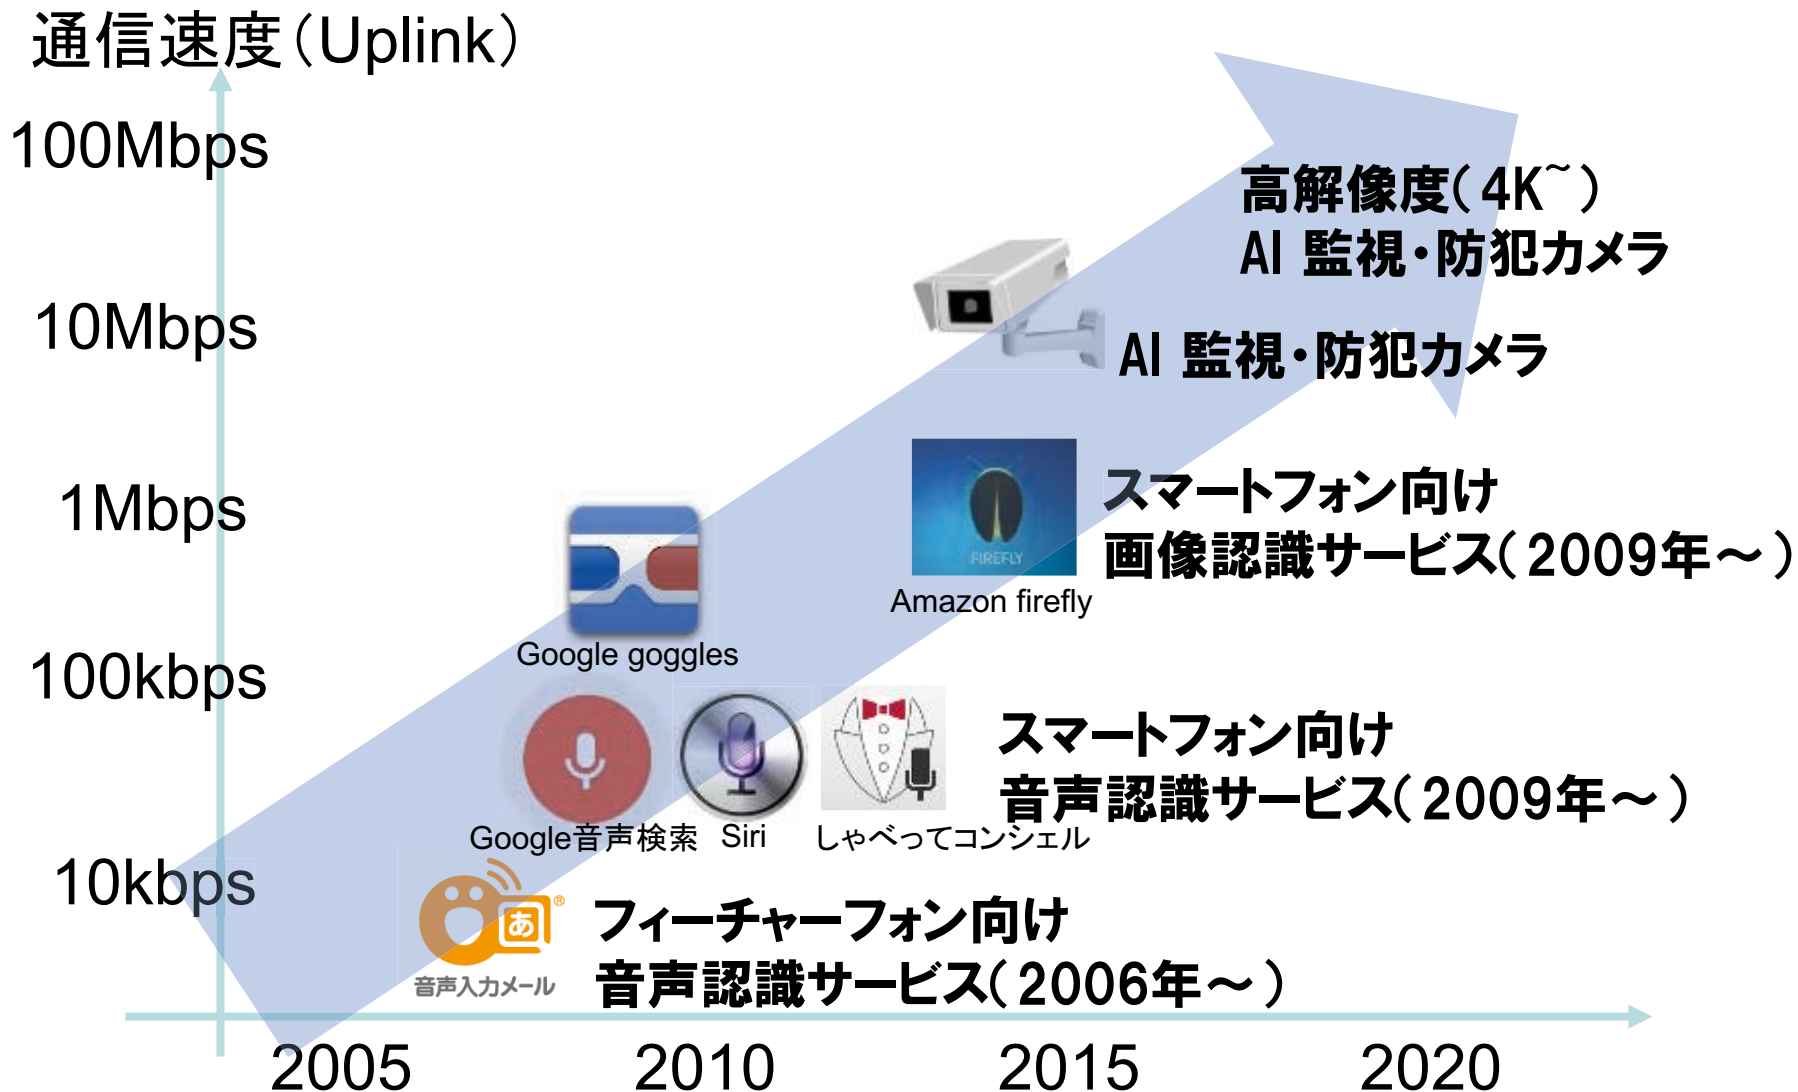 通信速度（Uplink）
100Mbps
高解像度（4K~）
AI 監視・防犯カメラ
10Mbps
AI 監視・防犯カメラ
1Mbps
FIREFLY
スマートフォン向け
画像認識サービス（2009年～）
Amazon firefly
Google goggles
100kbps
スマートフォン向け
音声認識サービス（2009年～）
Google音声検索
Siri
しゃべってコンシェル
10kbps
あ
®
音声入力メール
フィーチャーフォン向け
音声認識サービス（2006年～）
2005
2010
2015
2020